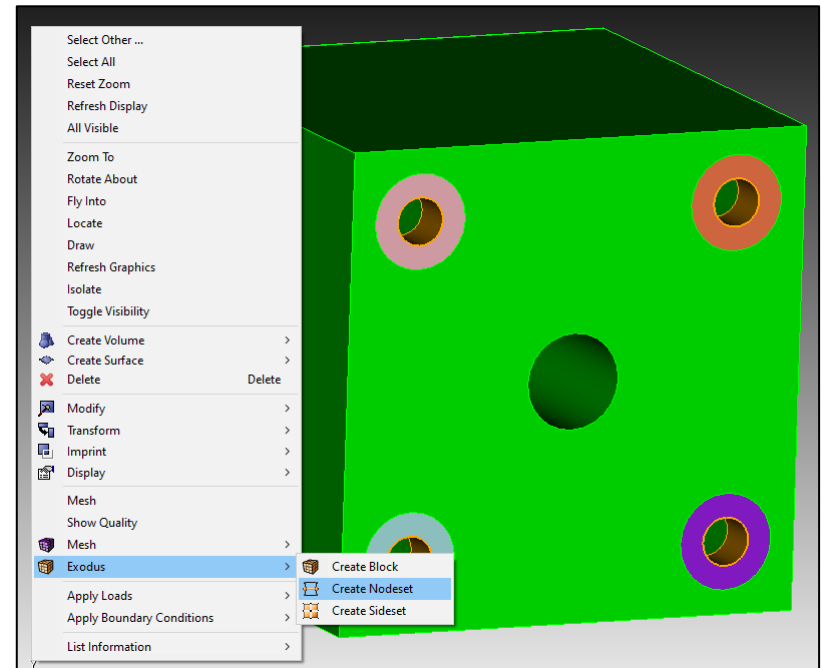 Select Other ...
Select All
Reset Zoom
Refresh Display
All Visible
Zoom To
Rotate About
Fly Into
Locate
Draw
Refresh Graphics
Isolate
Toggle Visibility
Create Volume
Create Surface
Delete Delete
Modify
Transform
Imprint
Display
Mesh
Show Quality
Mesh
Exodus
Create Block
Create Nodeset
Create Sideset
Apply Loads
Apply Boundary Conditions
List Information